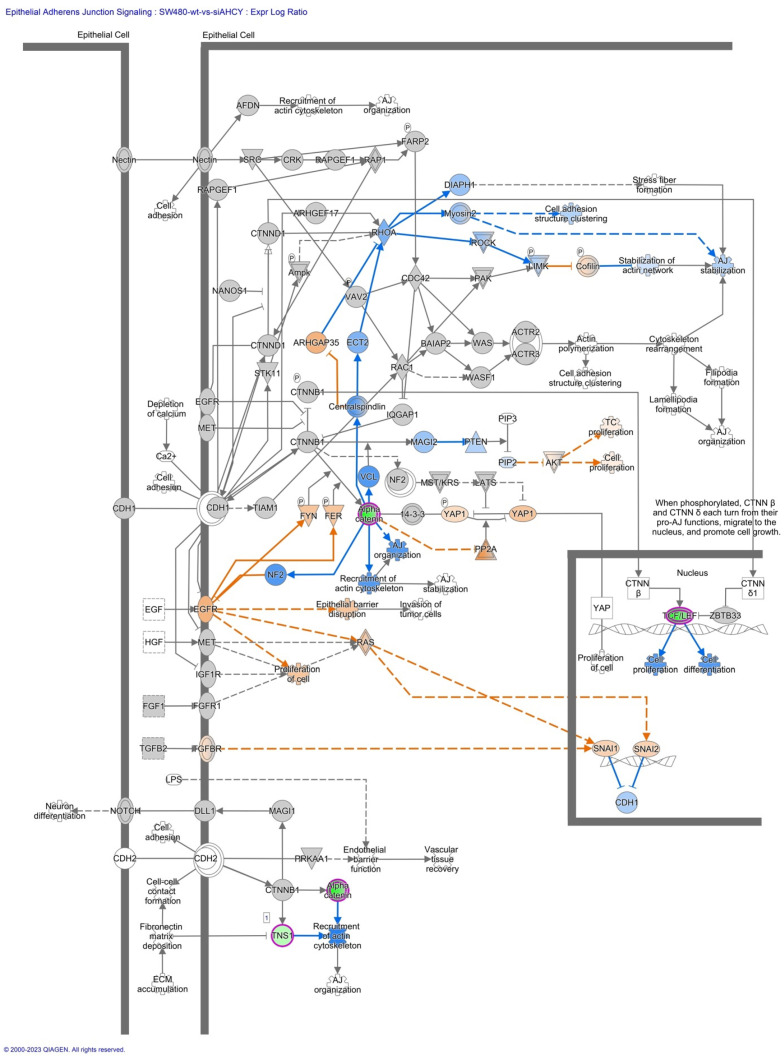 Epithelial Adherens Junction Signaling : SW480-wt-vs-siAHCY : Expr Log Ratio
Epithelial Cell
Epithelial Cell
AFDN
Recruitment of
actin cytoskeleton
AJ
organization
P
FARP2
Nectin
Nectin
SRC
CRK
RAPGEF1
RAP1
RAPGEF1
DIAPH1
Stress fiber
formation
Cell
adhesion
ARHGEF17
Myosin2
Cell adhesion
structure clustering
CTNND1
RHOA
ROCK
P
Ampk
P
LIMK
P
Cofilin
Stabilization of
actin network
AJ
stabilization
CDC42
PAK
NANOS1
P
VAV2
ARHGAP35
ECT2
BAIAP2
WAS
ACTR2
ACTR3
Actin
polymerization
Cytoskeleton
rearrangement
CTNND1
STK11
RAC1
WASF1
Cell adhesion
structure clustering
Filipodia
formation
Lamellipodia
formation
P
CTNNB1
EGFR
Depletion
of calcium
Centralspindlin
IQGAP1
PIP3
TC
proliferation
AJ
organization
MET
CTNNB1
MAGI2
PTEN
Ca2+
PIP2
AKT
Cell
proliferation
Cell
adhesion
VCL
NF2
MST/KRS
LATS
When phosphorylated, CTNN β
and CTNN δ each turn from their
pro-AJ functions, migrate to the
nucleus, and promote cell growth.
CDH1
CDH1
TIAM1
P
FYN
P
FER
Alpha
catenin
14-3-3
P
YAP1
YAP1
AJ
organization
PP2A
NF2
Recruitment of
actin cytoskeleton
AJ
stabilization
Nucleus
CTNN
β
CTNN
δ1
EGF
EGFR
Epithelial barrier
disruption
Invasion of
tumor cells
YAP
TCF/LEF
ZBTB33
HGF
MET
RAS
Proliferation
of cell
Cell
proliferation
Cell
differentiation
IGF1R
Proliferation
of cell
FGF1
FGFR1
TGFB2
TGFBR
SNAI1
SNAI2
LPS
CDH1
Neuron
differentiation
NOTCH
DLL1
MAGI1
Cell
adhesion
CDH2
CDH2
PRKAA1
Endothelial
barrier
function
Vascular
tissue
recovery
Cell-cell
contact
formation
CTNNB1
Alpha
catenin
1
Fibronectin
matrix
deposition
TNS1
Recruitment
of actin
cytoskeleton
ECM
accumulation
AJ
organization
© 2000-2023 QIAGEN. All rights reserved.